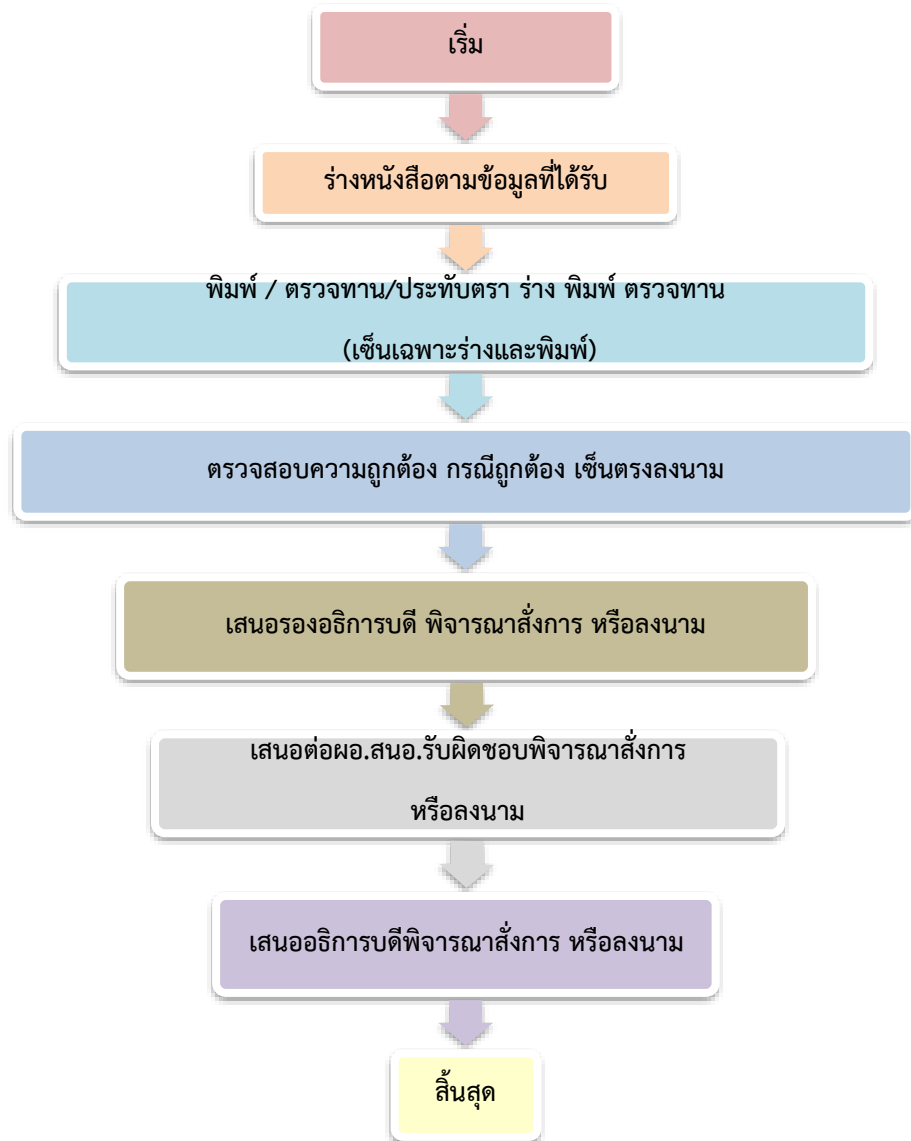 เริ่ม
ร่างหนังสือตามข้อมูลที่ได้รับ
พิมพ์ / ตรวจทาน/ประทับตรา ร่าง พิมพ์ ตรวจทาน
(เซ็นเฉพาะร่างและพิมพ์)
ตรวจสอบความถูกต้อง กรณีถูกต้อง เซ็นตรงลงนาม
เสนอรองอธิการบดี พิจารณาสั่งการ หรือลงนาม
เสนอต่อผอ.สนอ.รับผิดชอบพิจารณาสั่งการ
หรือลงนาม
เสนออธิการบดีพิจารณาสั่งการ หรือลงนาม
สิ้นสุด